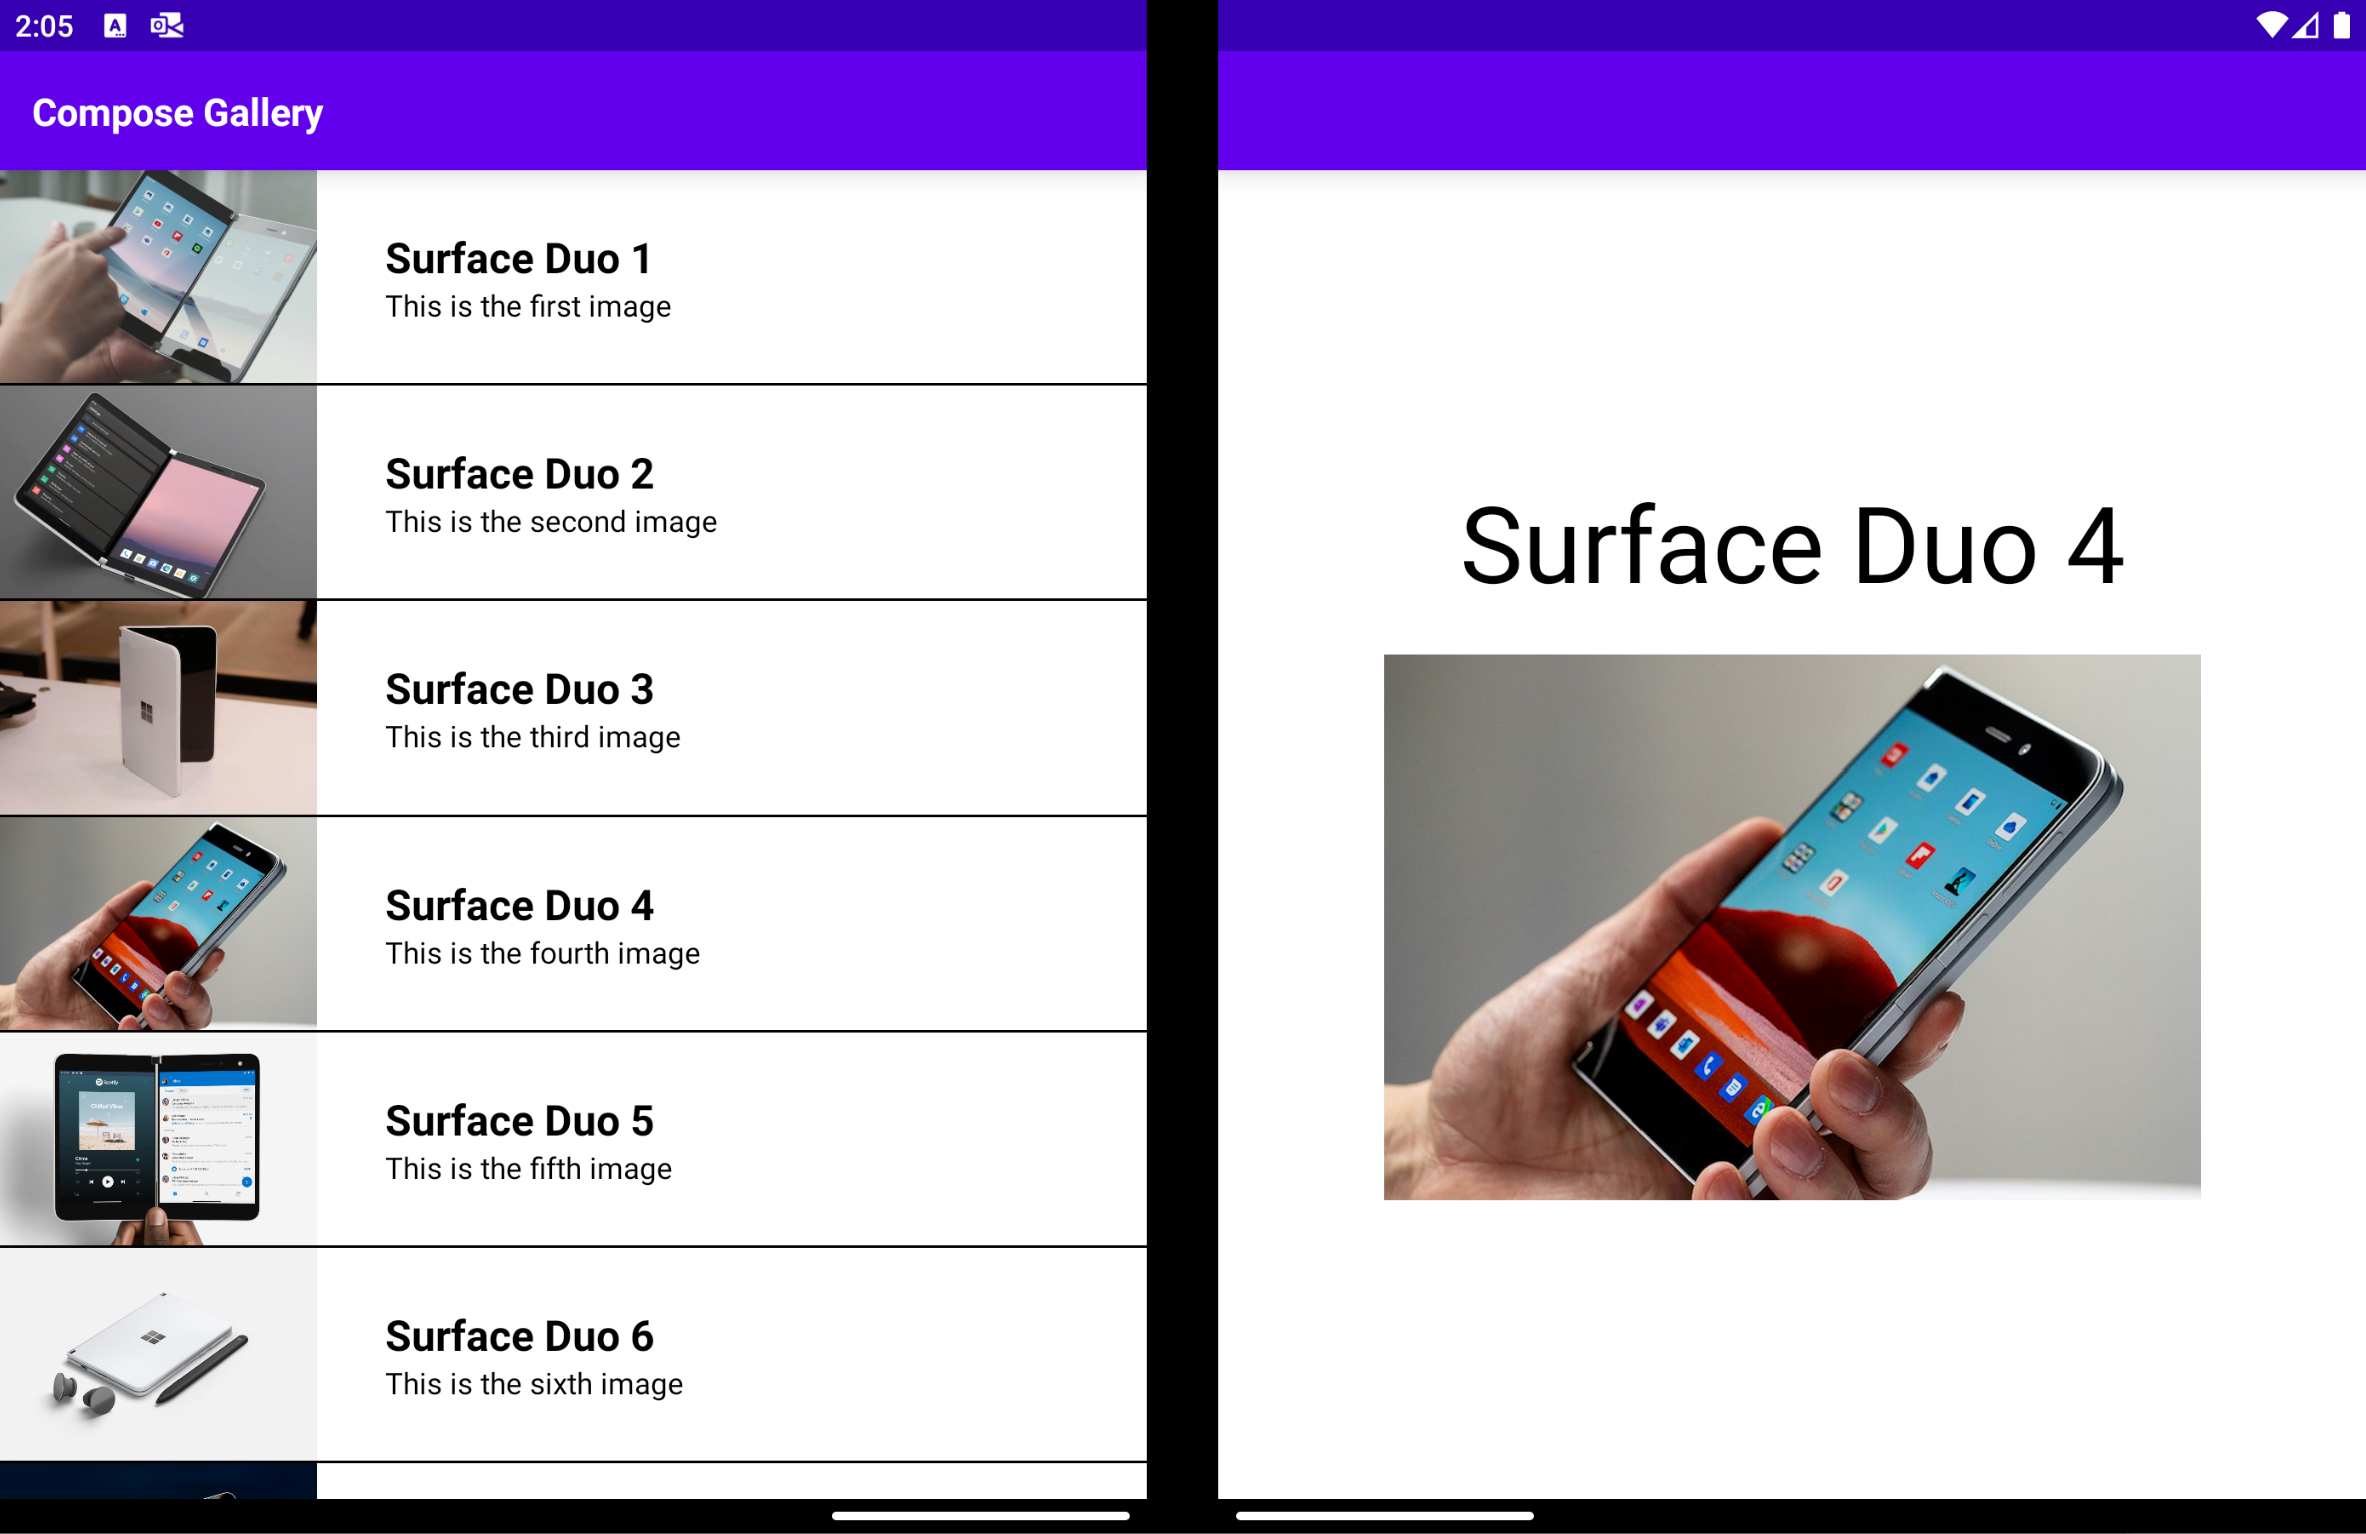 2:05
Compose Gallery
Surface Duo 1
This is the first image
Surface Duo 2
This is the second image
Surface Duo 3
This is the third image
Surface Duo 4
This is the fourth image
Surface Duo 5
This is the fifth image
Surface Duo 6
This is the sixth image
Surface Duo 4